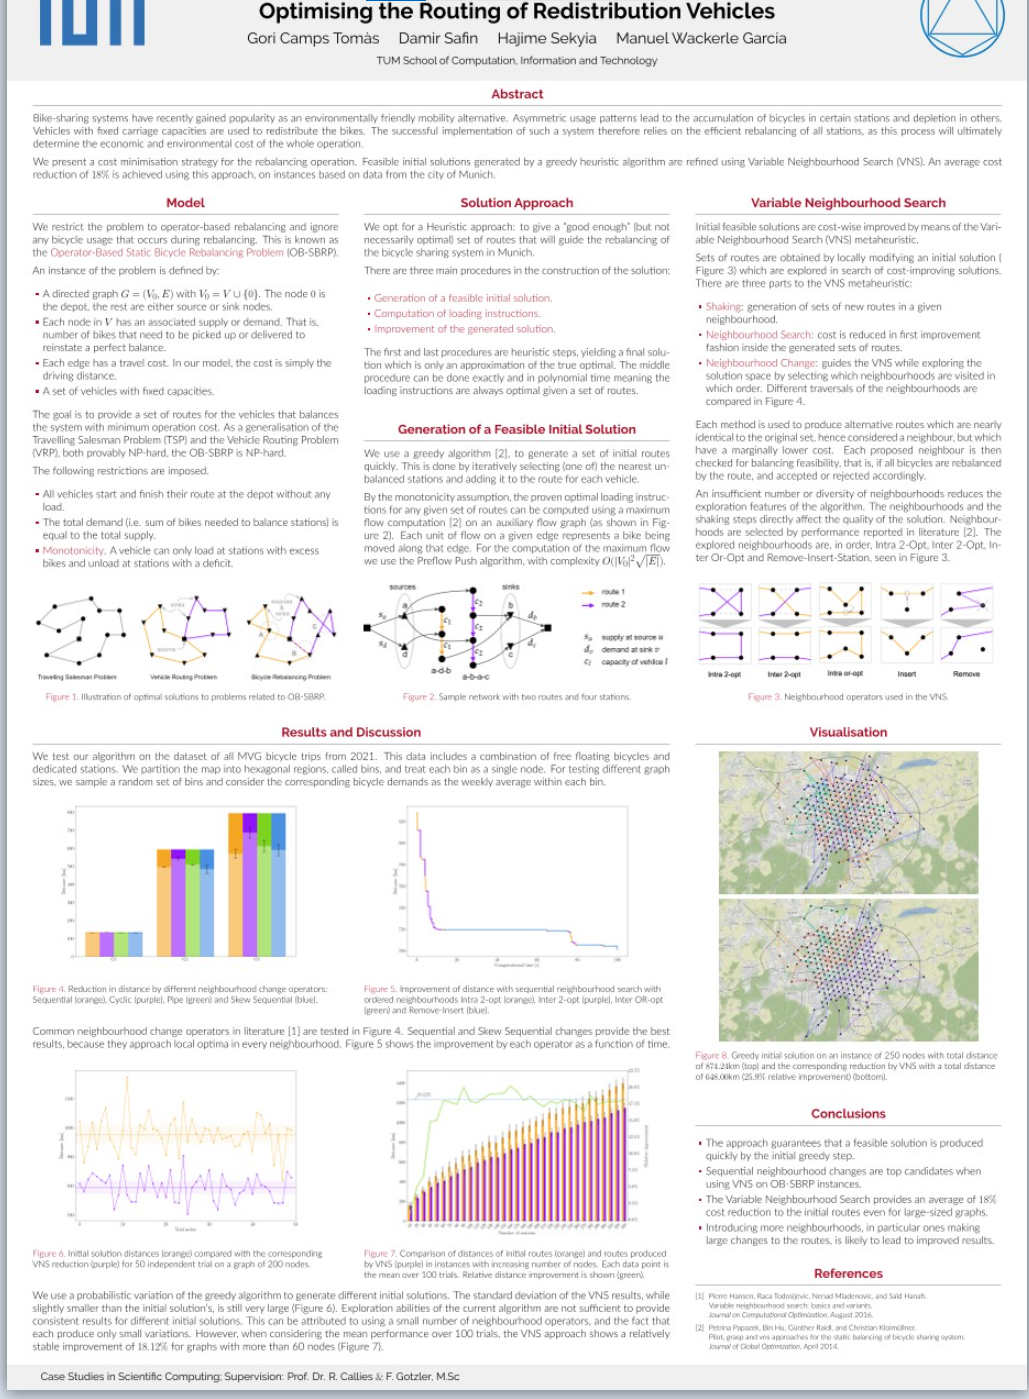 TUM
Optimising the Routing of Redistribution Vehicles
Gori Camps Tomàs Damir Safin Hajime Sekyia Manuel Wackerle García
TUM School of Computation, Information and Technology
Abstract
Bike-sharing systems have recently gained popularity as an environmentally friendly mobility alternative. Asymmetric usage patterns lead to the accumulation of bicycles in certain stations and depletion in others.
Vehicles with fixed carriage capacities are used to redistribute the bikes. The successful implementation of such a system therefore relies on the efficient rebalancing of all stations, as this process will ultimately
determine the economic and environmental cost of the whole operation.
We present a cost minimisation strategy for the rebalancing operation. Feasible initial solutions generated by a greedy heuristic algorithm are refined using Variable Neighbourhood Search (VNS). An average cost
reduction of 18% is achieved using this approach, on instances based on data from the city of Munich.
Model
We restrict the problem to operator-based rebalancing and ignore
any bicycle usage that occurs during rebalancing. This is known as
the Operator-Based Static Bicycle Rebalancing Problem (OB-SBRP).
An instance of the problem is defined by:
▪ A directed graph G = (V₀, E) with V₀ = V ∪ {0}. The node 0 is
the depot, the rest are either source or sink nodes.
▪ Each node in V has an associated supply or demand. That is,
number of bikes that need to be picked up or delivered to
reinstate a perfect balance.
▪ Each edge has a travel cost. In our model, the cost is simply the
driving distance.
▪ A set of vehicles with fixed capacities.
The goal is to provide a set of routes for the vehicles that balances
the system with minimum operation cost. As a generalisation of the
Travelling Salesman Problem (TSP) and the Vehicle Routing Problem
(VRP), both provably NP-hard, the OB-SBRP is NP-hard.
The following restrictions are imposed.
▪ All vehicles start and finish their route at the depot without any
load.
▪ The total demand (i.e. sum of bikes needed to balance stations) is
equal to the total supply.
▪ Monotonicity. A vehicle can only load at stations with excess
bikes and unload at stations with a deficit.
sinks
source
sources
&
sinks
A
B
C
Travelling Salesman Problem Vehicle Routing Problem Bicycle Rebalancing Problem
Figure 1. Illustration of optimal solutions to problems related to OB-SBRP.
Solution Approach
We opt for a Heuristic approach: to give a "good enough" (but not
necessarily optimal) set of routes that will guide the rebalancing of
the bicycle sharing system in Munich.
There are three main procedures in the construction of the solution:
▪ Generation of a feasible initial solution.
▪ Computation of loading instructions.
▪ Improvement of the generated solution.
The first and last procedures are heuristic steps, yielding a final solu-
tion which is only an approximation of the true optimal. The middle
procedure can be done exactly and in polynomial time meaning the
loading instructions are always optimal given a set of routes.
Generation of a Feasible Initial Solution
We use a greedy algorithm [2], to generate a set of initial routes
quickly. This is done by iteratively selecting (one of) the nearest un-
balanced stations and adding it to the route for each vehicle.
By the monotonicity assumption, the proven optimal loading instruc-
tions for any given set of routes can be computed using a maximum
flow computation [2] on an auxiliary flow graph (as shown in Fig-
ure 2). Each unit of flow on a given edge represents a bike being
moved along that edge. For the computation of the maximum flow
we use the Preflow Push algorithm, with complexity O(|V₀|²√|E|).
sources sinks
a b c d
a-d-b
a-b-a-c
route 1
route 2
sᵤ supply at source u
dᵥ demand at sink v
cₗ capacity of vehilce l
Figure 2. Sample network with two routes and four stations.
Variable Neighbourhood Search
Initial feasible solutions are cost-wise improved by means of the Vari-
able Neighbourhood Search (VNS) metaheuristic.
Sets of routes are obtained by locally modifying an initial solution (
Figure 3) which are explored in search of cost-improving solutions.
There are three parts to the VNS metaheuristic:
▪ Shaking: generation of sets of new routes in a given
neighbourhood.
▪ Neighbourhood Search: cost is reduced in first improvement
fashion inside the generated sets of routes.
▪ Neighbourhood Change: guides the VNS while exploring the
solution space by selecting which neighbourhoods are visited in
which order. Different traversals of the neighbourhoods are
compared in Figure 4.
Each method is used to produce alternative routes which are nearly
identical to the original set, hence considered a neighbour, but which
have a marginally lower cost. Each proposed neighbour is then
checked for balancing feasibility, that is, if all bicycles are rebalanced
by the route, and accepted or rejected accordingly.
An insufficient number or diversity of neighbourhoods reduces the
exploration features of the algorithm. The neighbourhoods and the
shaking steps directly affect the quality of the solution. Neighbour-
hoods are selected by performance reported in literature [2]. The
explored neighbourhoods are, in order, Intra 2-Opt, Inter 2-Opt, In-
ter Or-Opt and Remove-Insert-Station, seen in Figure 3.
Intra 2-opt Inter 2-opt Intra or-opt Insert Remove
Figure 3. Neighbourhood operators used in the VNS.
Results and Discussion
We test our algorithm on the dataset of all MVG bicycle trips from 2021. This data includes a combination of free floating bicycles and
dedicated stations. We partition the map into hexagonal regions, called bins, and treat each bin as a single node. For testing different graph
sizes, we sample a random set of bins and consider the corresponding bicycle demands as the weekly average within each bin.
Figure 4. Reduction in distance by different neighbourhood change operators:
Sequential (orange), Cyclic (purple), Pipe (green) and Skew Sequential (blue).
Computational time [s]
Figure 5. Improvement of distance with sequential neighbourhood search with
ordered neighbourhoods Intra 2-opt (orange), Inter 2-opt (purple), Inter OR-opt
(green) and Remove-Insert (blue).
Common neighbourhood change operators in literature [1] are tested in Figure 4. Sequential and Skew Sequential changes provide the best
results, because they approach local optima in every neighbourhood. Figure 5 shows the improvement by each operator as a function of time.
Trial index
Figure 6. Initial solution distances (orange) compared with the corresponding
VNS reduction (purple) for 50 independent trial on a graph of 200 nodes.
Number of stations
Figure 7. Comparison of distances of initial routes (orange) and routes produced
by VNS (purple) in instances with increasing number of nodes. Each data point is
the mean over 100 trials. Relative distance improvement is shown (green).
We use a probabilistic variation of the greedy algorithm to generate different initial solutions. The standard deviation of the VNS results, while
slightly smaller than the initial solution's, is still very large (Figure 6). Exploration abilities of the current algorithm are not sufficient to provide
consistent results for different initial solutions. This can be attributed to using a small number of neighbourhood operators, and the fact that
each produce only small variations. However, when considering the mean performance over 100 trials, the VNS approach shows a relatively
stable improvement of 18.12% for graphs with more than 60 nodes (Figure 7).
Visualisation
Figure 8. Greedy initial solution on an instance of 250 nodes with total distance
of 874.24km (top) and the corresponding reduction by VNS with a total distance
of 648.00km (25.9% relative improvement) (bottom).
Conclusions
▪ The approach guarantees that a feasible solution is produced
quickly by the initial greedy step.
▪ Sequential neighbourhood changes are top candidates when
using VNS on OB-SBRP instances.
▪ The Variable Neighbourhood Search provides an average of 18%
cost reduction to the initial routes even for large-sized graphs.
▪ Introducing more neighbourhoods, in particular ones making
large changes to the routes, is likely to lead to improved results.
References
[1] Pierre Hansen, Raca Todosijevic, Nenad Mladenovic, and Saïd Hanafi.
Variable neighbourhood search: basics and variants.
Journal on Computational Optimization, August 2016.
[2] Petrina Papazek, Bin Hu, Günther Raidl, and Christian Kloimüllner.
Pilot, grasp and vns approaches for the static balancing of bicycle sharing system.
Journal of Global Optimization, April 2014.
Case Studies in Scientific Computing; Supervision: Prof. Dr. R. Callies & F. Gotzler, M.Sc